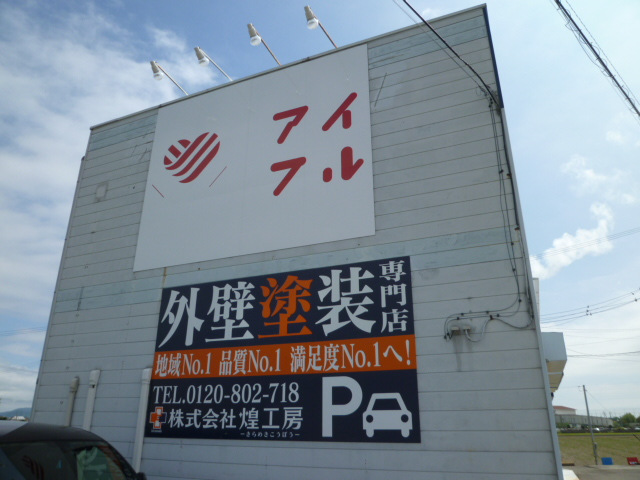 アイ
フル
外壁塗装専門店
地域No.1 品質No.1 満足度No.1へ!
TEL.0120-802-718
株式会社煌工房
－きらめきこうぼう－
P